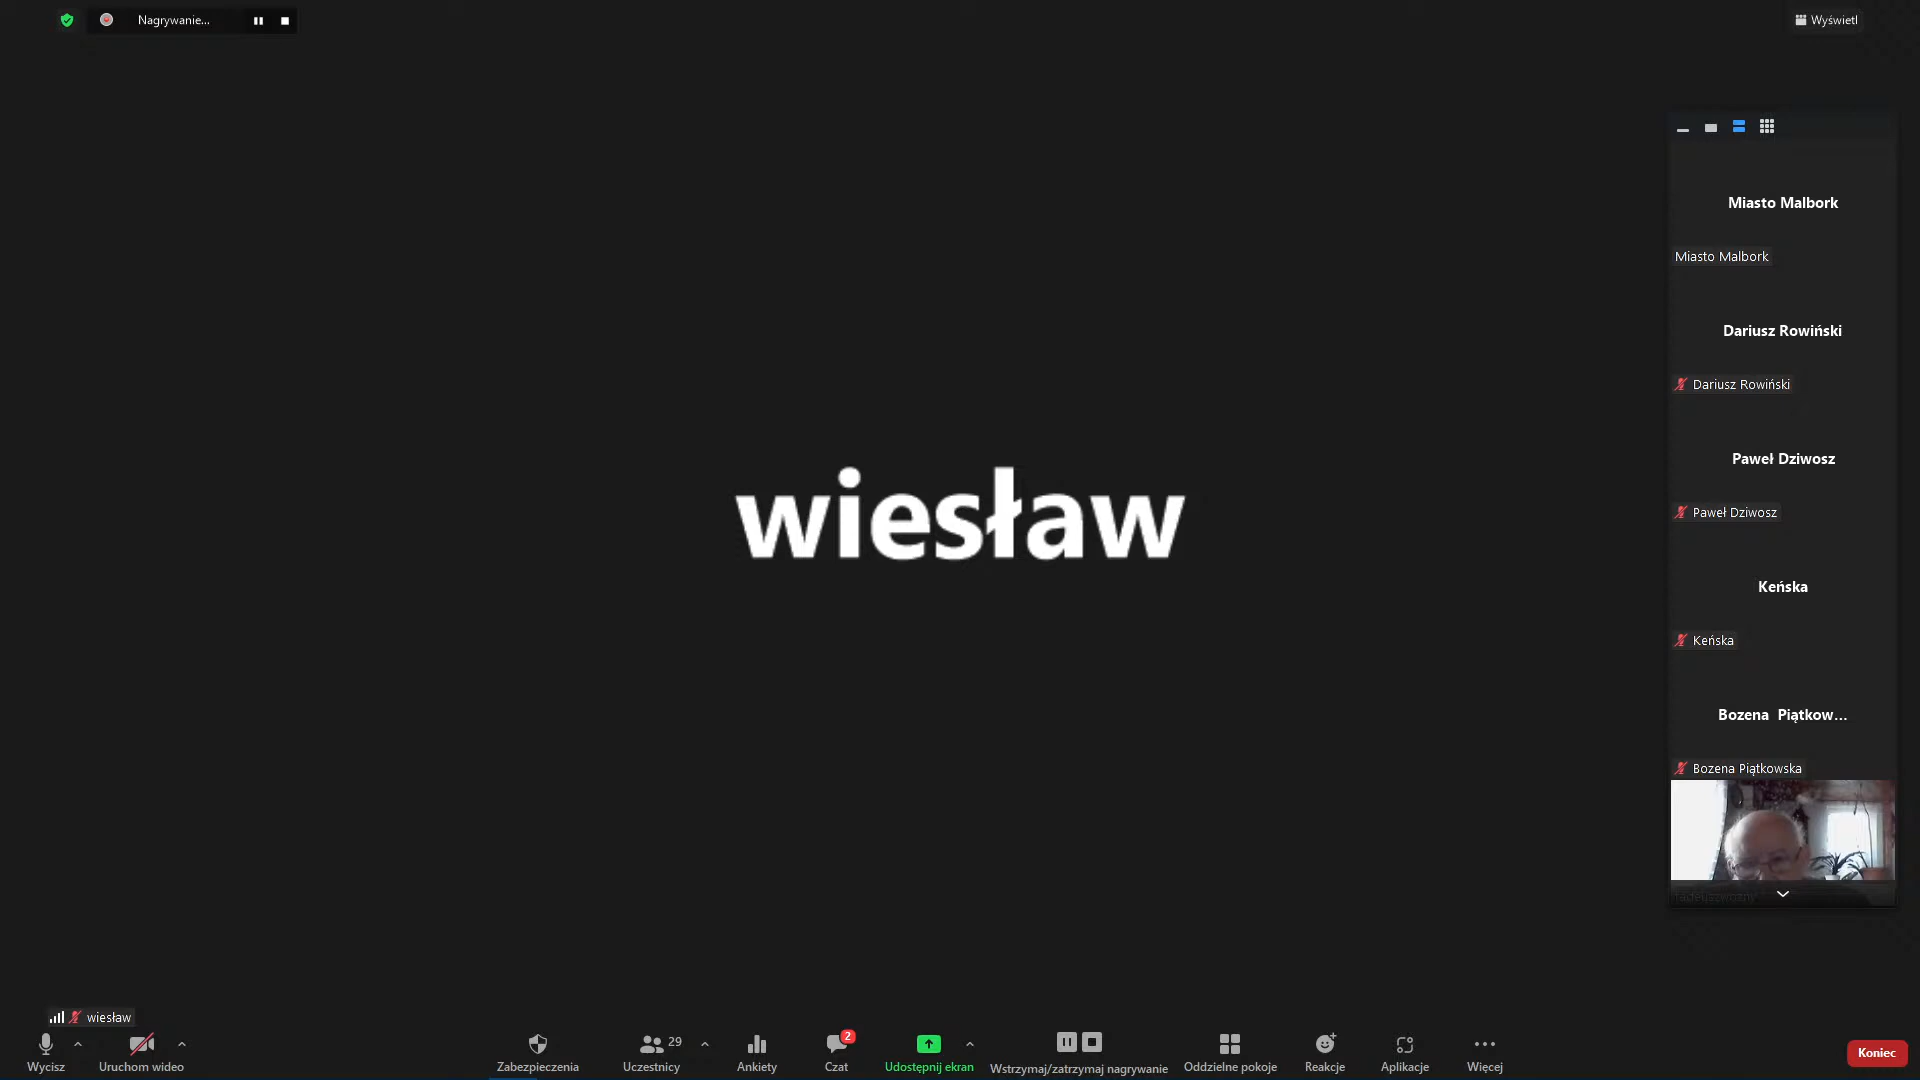 Nagrywanie...
Wyświetl
Miasto Malbork
Miasto Malbork
Dariusz Rowiński
Dariusz Rowiński
Paweł Dziwosz
Paweł Dziwosz
Keńska
Keńska
Bozena Piątkow...
Bozena Piątkowska
wiesław
wiesław
Wycisz
Uruchom wideo
Zabezpieczenia
29
Uczestnicy
Ankiety
2
Czat
Udostępnij ekran
Wstrzymaj/zatrzymaj nagrywanie
Oddzielne pokoje
Reakcje
Aplikacje
Więcej
Koniec